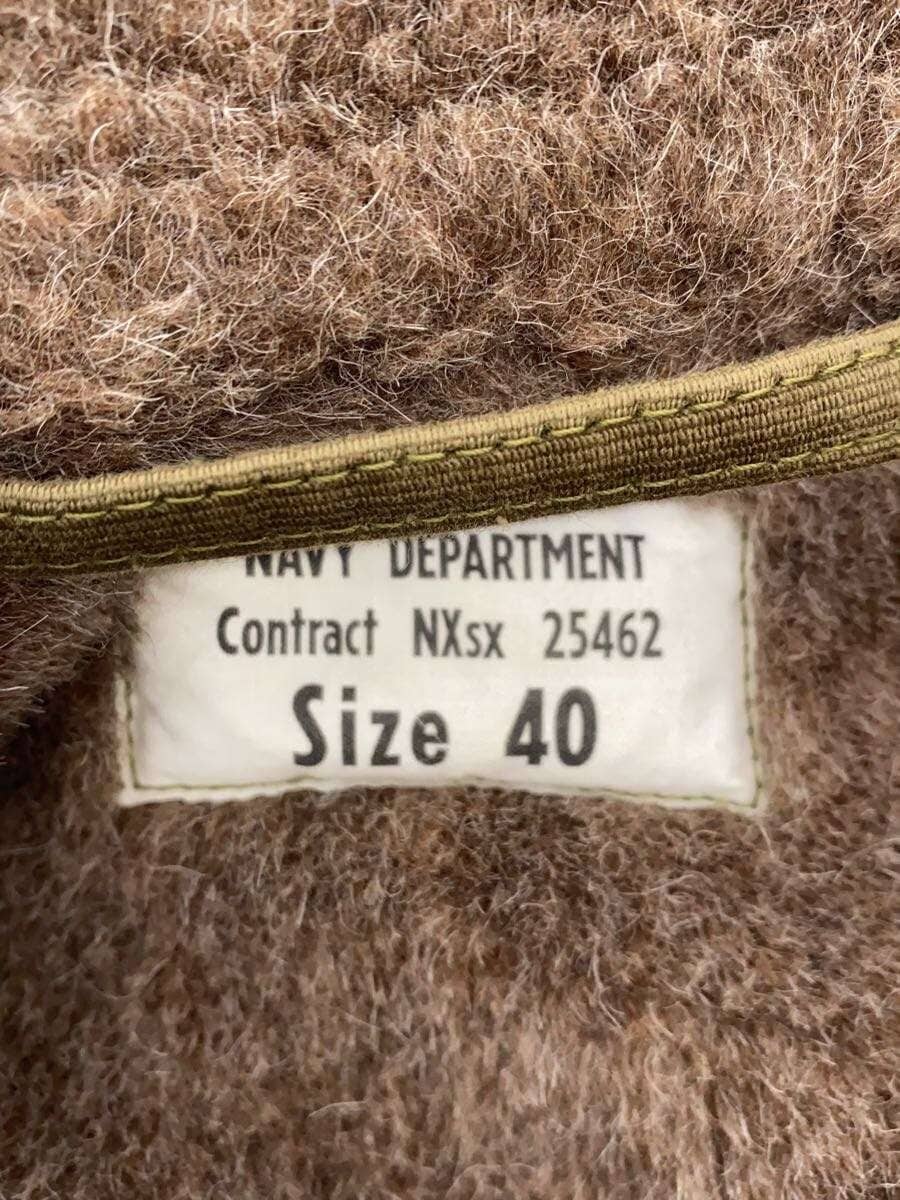 NAVY DEPARTMENT
Contract NXsx 25462
Size 40